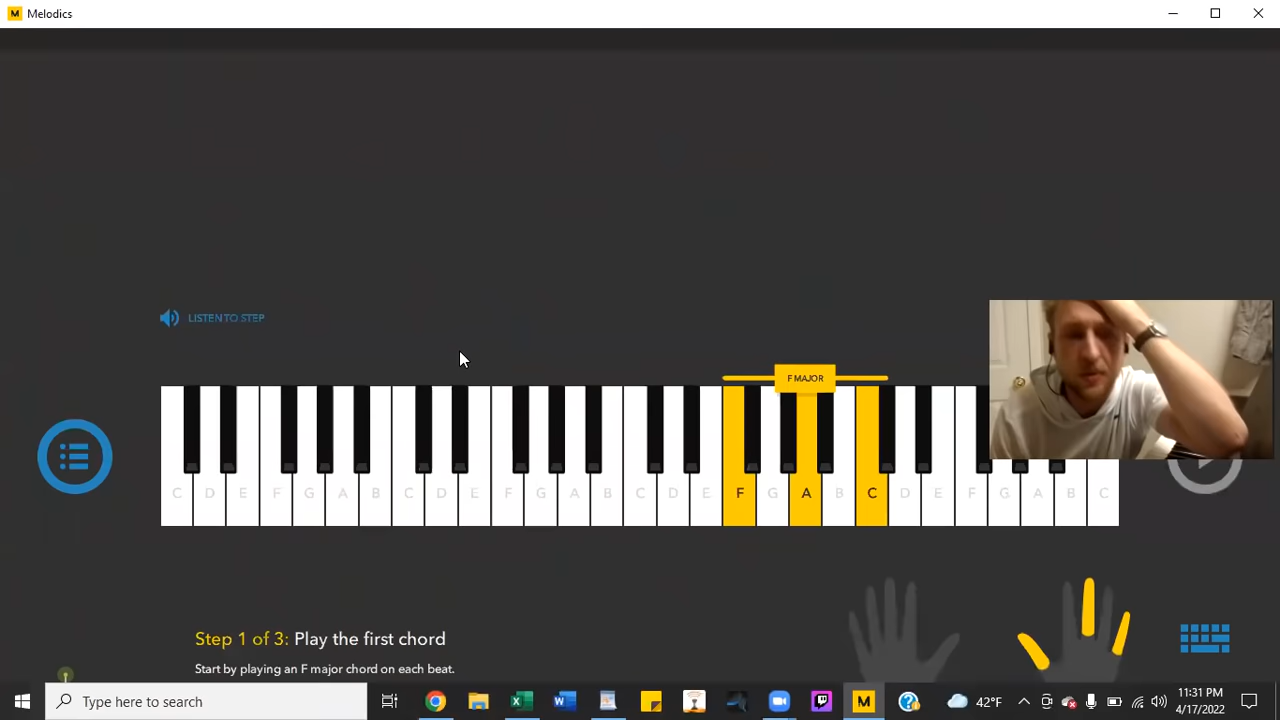 Melodics
LISTEN TO STEP
F MAJOR
C D E F G A B C D E F G A B C D E F G A B C D E F G A B C
Step 1 of 3: Play the first chord
Start by playing an F major chord on each beat.
Type here to search
42°F
11:31 PM
4/17/2022